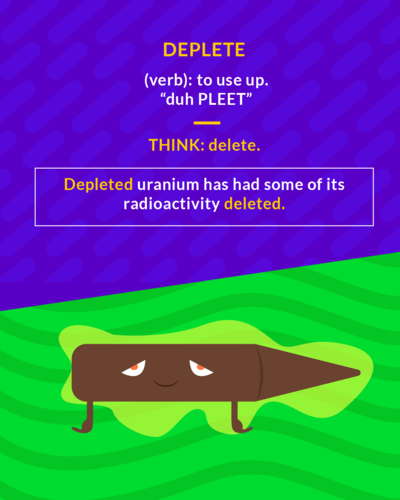 DEPLETE
(verb): to use up.
“duh PLEET”
THINK: delete.
Depleted uranium has had some of its
radioactivity deleted.